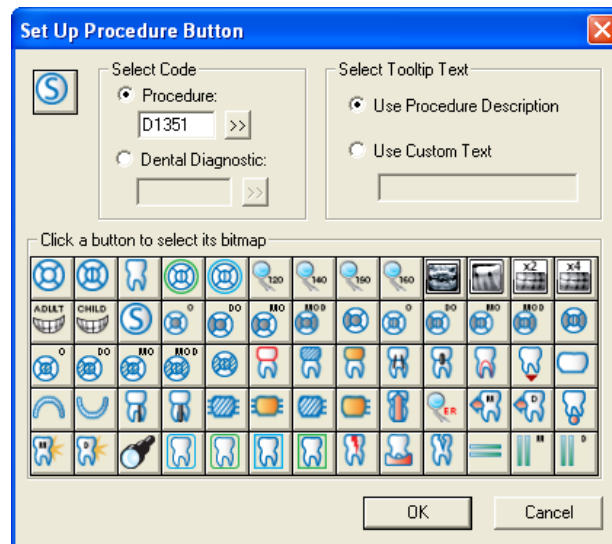 Set Up Procedure Button
S
Select Code
Procedure:
D1351
>>
Dental Diagnostic:
>>
Select Tooltip Text
Use Procedure Description
Use Custom Text
Click a button to select its bitmap
120 140 150 160 x2 x4
ADULT CHILD S O DO MO MOD O DO MO MOD
O DO MO MOD
ER M D
M D M D
OK Cancel